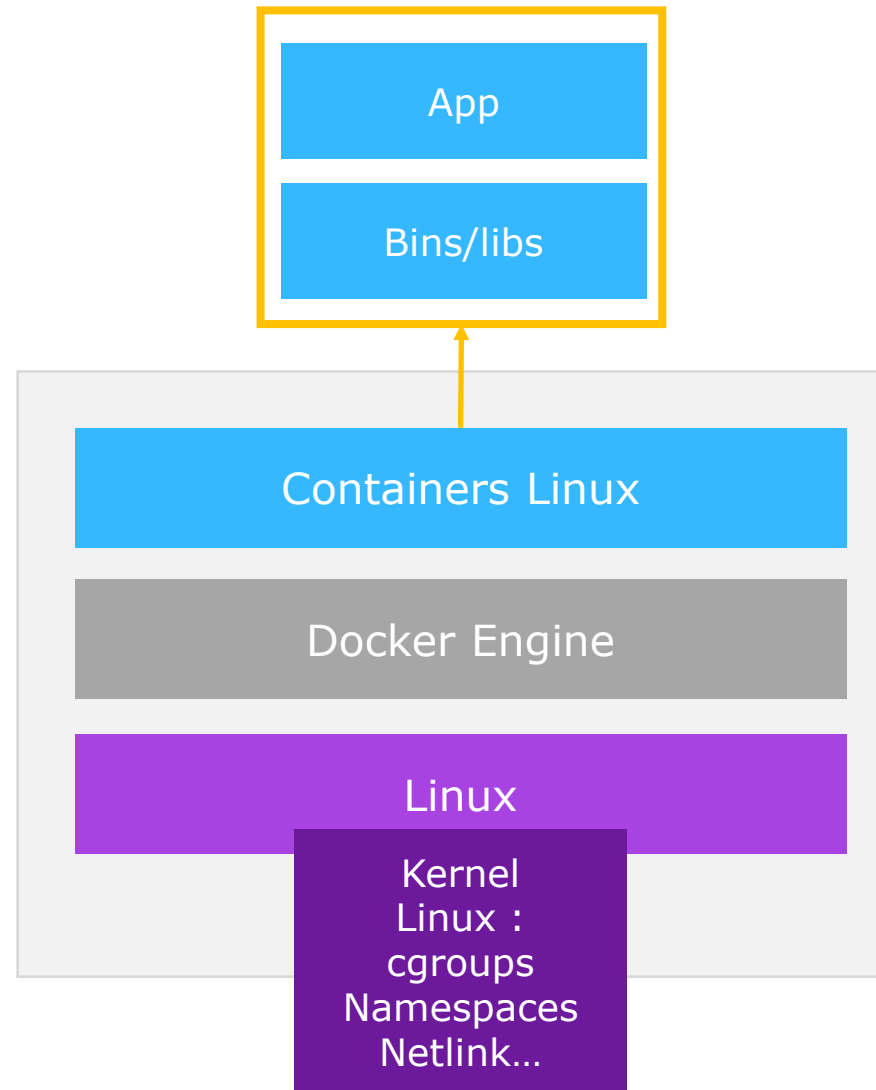 App
Bins/libs
Containers Linux
Docker Engine
Linux
Kernel
Linux :
cgroups
Namespaces
Netlink…